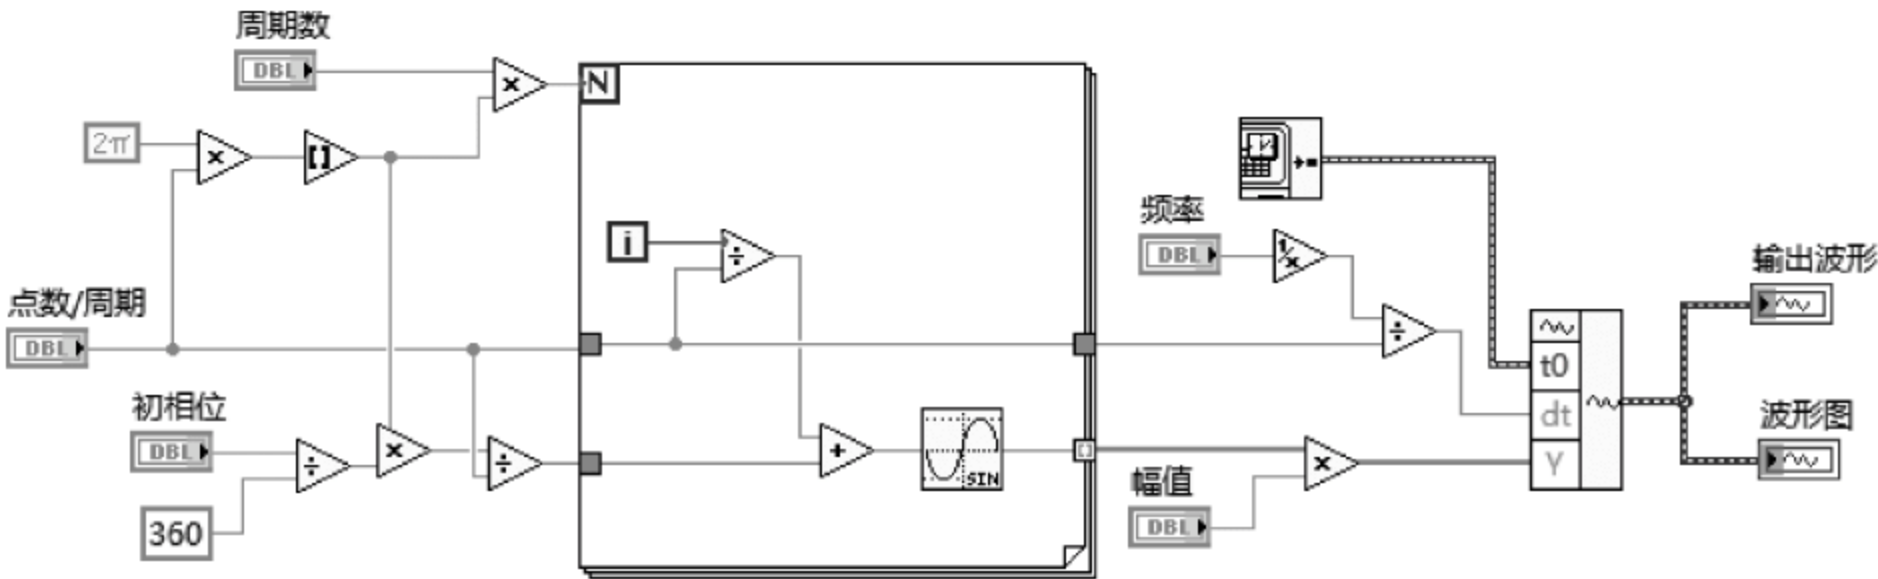 周期数
DBL
N
2π
×
×
[]
i
÷
频率
DBL
1/x
输出波形
点数/周期
DBL
÷
t0
dt
Y
初相位
DBL
÷
×
÷
+
SIN
[]
波形图
幅值
DBL
×
360